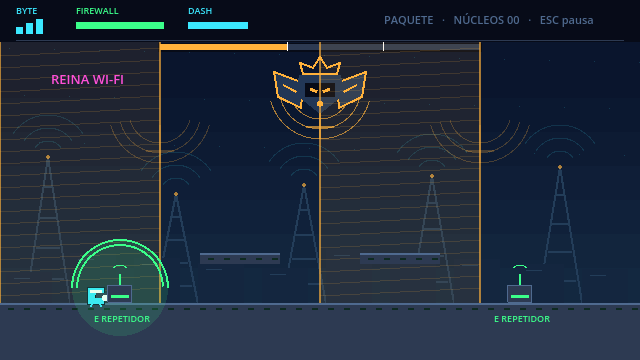 BYTE
FIREWALL
DASH
PAQUETE · NÚCLEOS 00 · ESC pausa
REINA WI-FI
E REPETIDOR
E REPETIDOR